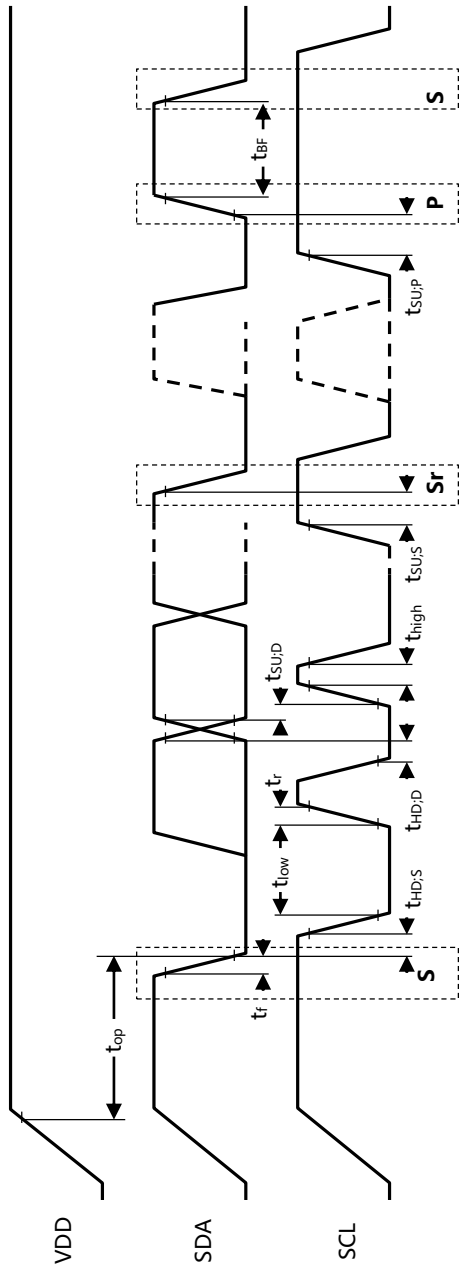 VDD
t_op
SDA
t_f
t_SU;D
t_BF
SCL
S
t_HD;S
t_low
t_r
t_HD;D
t_high
t_SU;S
Sr
t_SU;P
P
S